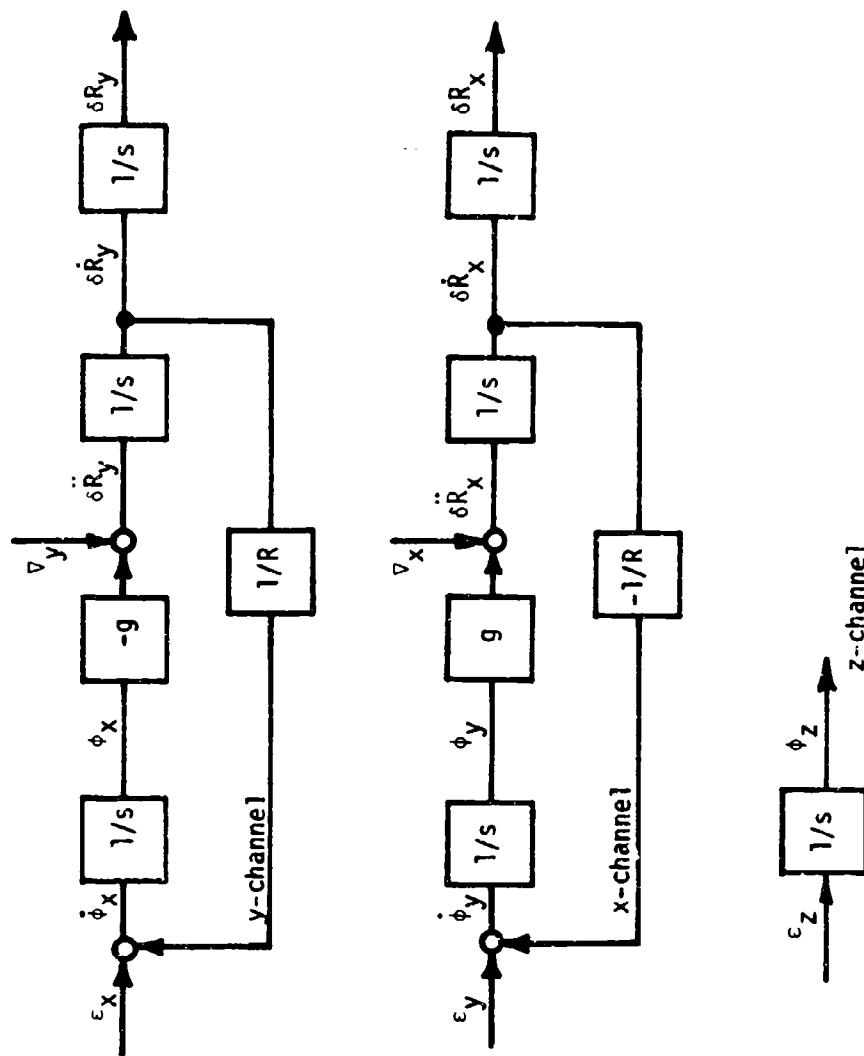 ε_x
φ̇_x
1/s
φ_x
-g
∇_y
δR̈_y
1/s
δṘ_y
1/s
δR_y
1/R
y-channel
ε_y
φ̇_y
1/s
φ_y
g
∇_x
δR̈_x
1/s
δṘ_x
1/s
δR_x
-1/R
x-channel
ε_z
1/s
φ_z
z-channel